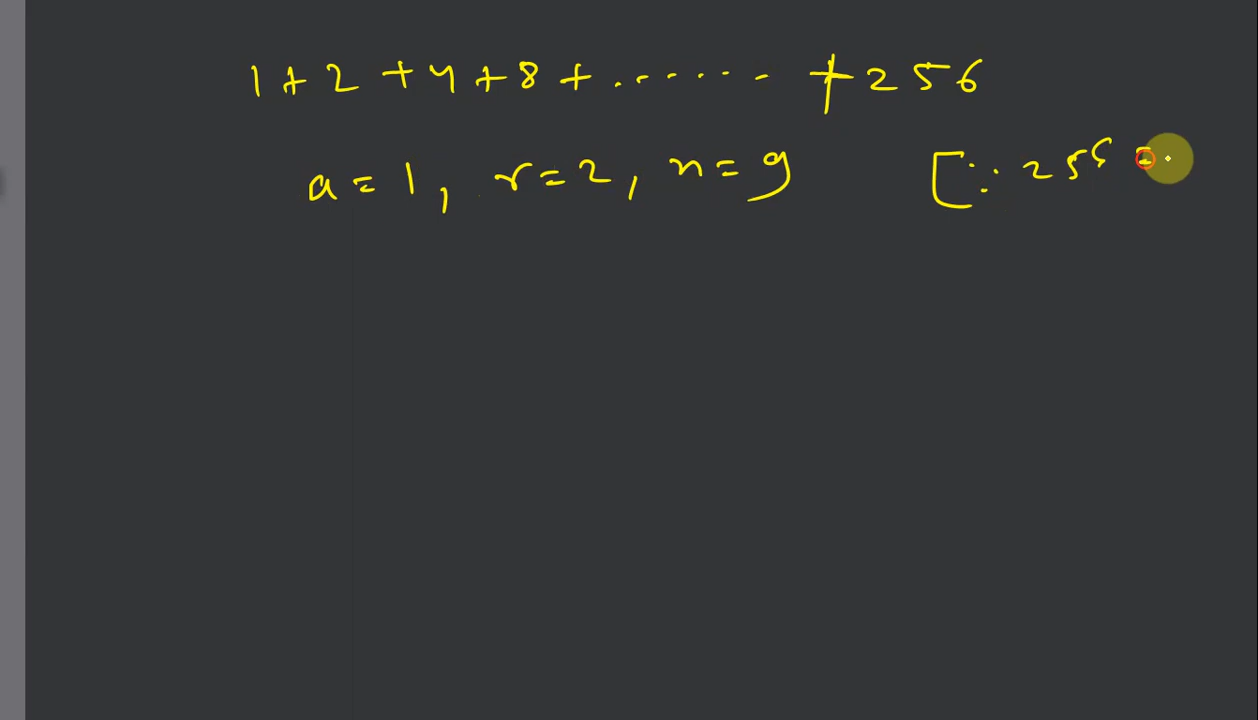 1 + 2 + 4 + 8 + ....... + 256
a = 1, r = 2, n = 9 [∵ 256 =